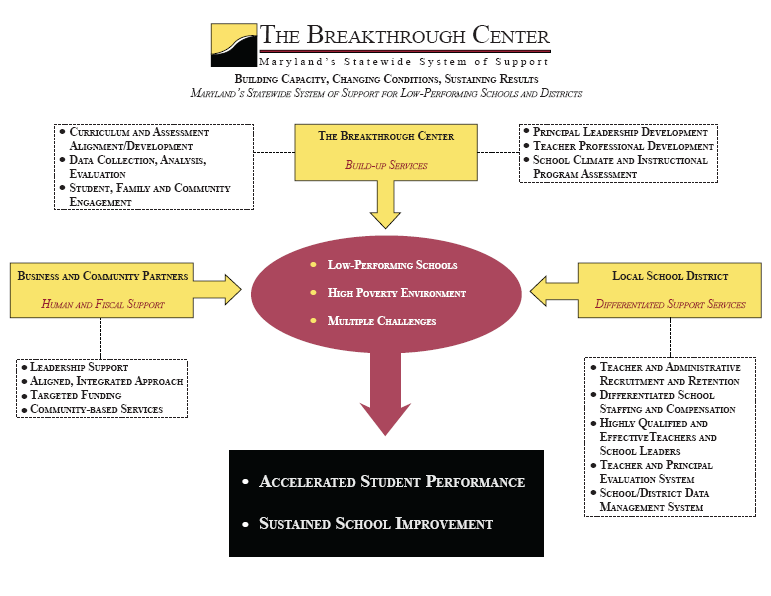 The Breakthrough Center
Maryland's Statewide System of Support
Building Capacity, Changing Conditions, Sustaining Results
Maryland's Statewide System of Support for Low-Performing Schools and Districts
• Curriculum and Assessment
Alignment/Development
• Data Collection, Analysis,
Evaluation
• Student, Family and Community
Engagement
The Breakthrough Center
Build-up Services
• Principal Leadership Development
• Teacher Professional Development
• School Climate and Instructional
Program Assessment
Business and Community Partners
Human and Fiscal Support
• Low-Performing Schools
• High Poverty Environment
• Multiple Challenges
Local School District
Differentiated Support Services
• Leadership Support
• Aligned, Integrated Approach
• Targeted Funding
• Community-based Services
• Teacher and Administrative
Recruitment and Retention
• Differentiated School
Staffing and Compensation
• Highly Qualified and
EffectiveTeachers and
School Leaders
• Teacher and Principal
Evaluation System
• School/District Data
Management System
• Accelerated Student Performance
• Sustained School Improvement